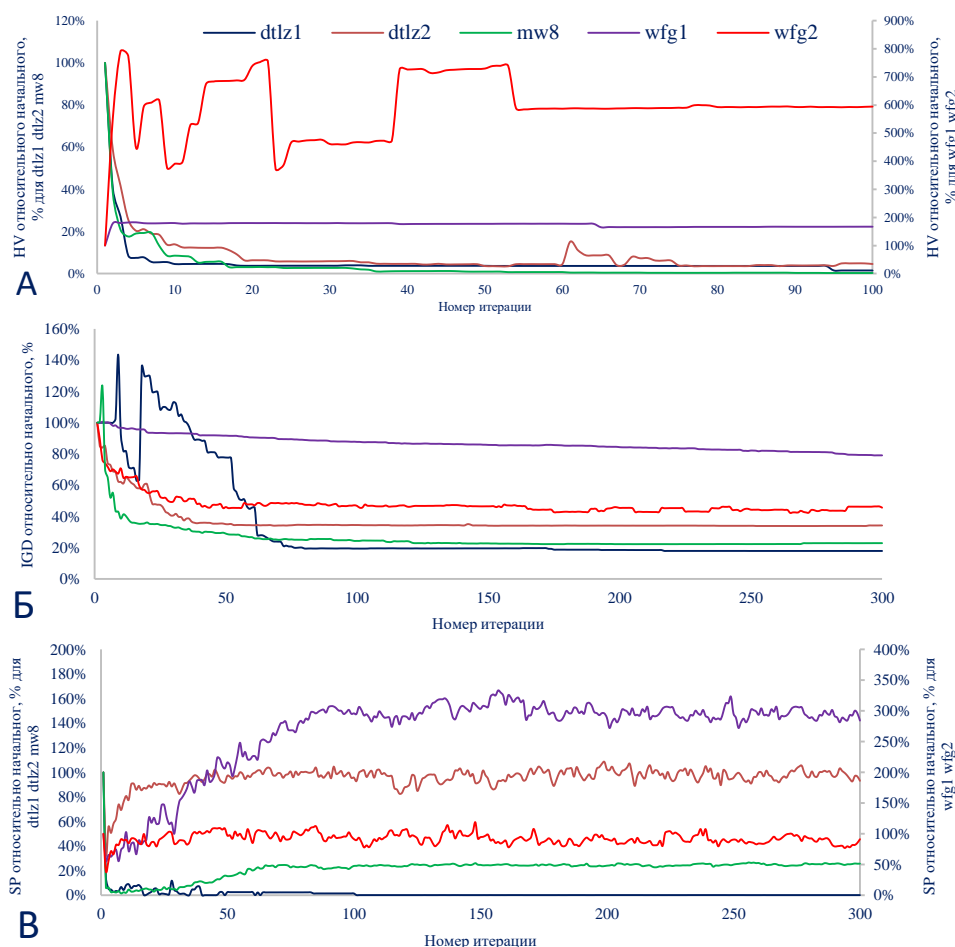 HV относительного начального,
% для dtlz1 dtlz2 mw8
120%
100%
80%
60%
40%
20%
0%
dtlz1 dtlz2 mw8 wfg1 wfg2
900%
800%
700%
600%
500%
400%
300%
200%
100%
0%
HV относительного начального,
% для wfg1 wfg2
0 10 20 30 40 50 60 70 80 90 100
Номер итерации
А
IGD относительно начального, %
160%
140%
120%
100%
80%
60%
40%
20%
0%
0 50 100 150 200 250 300
Номер итерации
Б
SP относительно начальног, % для
dtlz1 dtlz2 mw8
200%
180%
160%
140%
120%
100%
80%
60%
40%
20%
0%
400%
350%
300%
250%
200%
150%
100%
50%
0%
SP относительно начальног, % для
wfg1 wfg2
0 50 100 150 200 250 300
Номер итерации
В